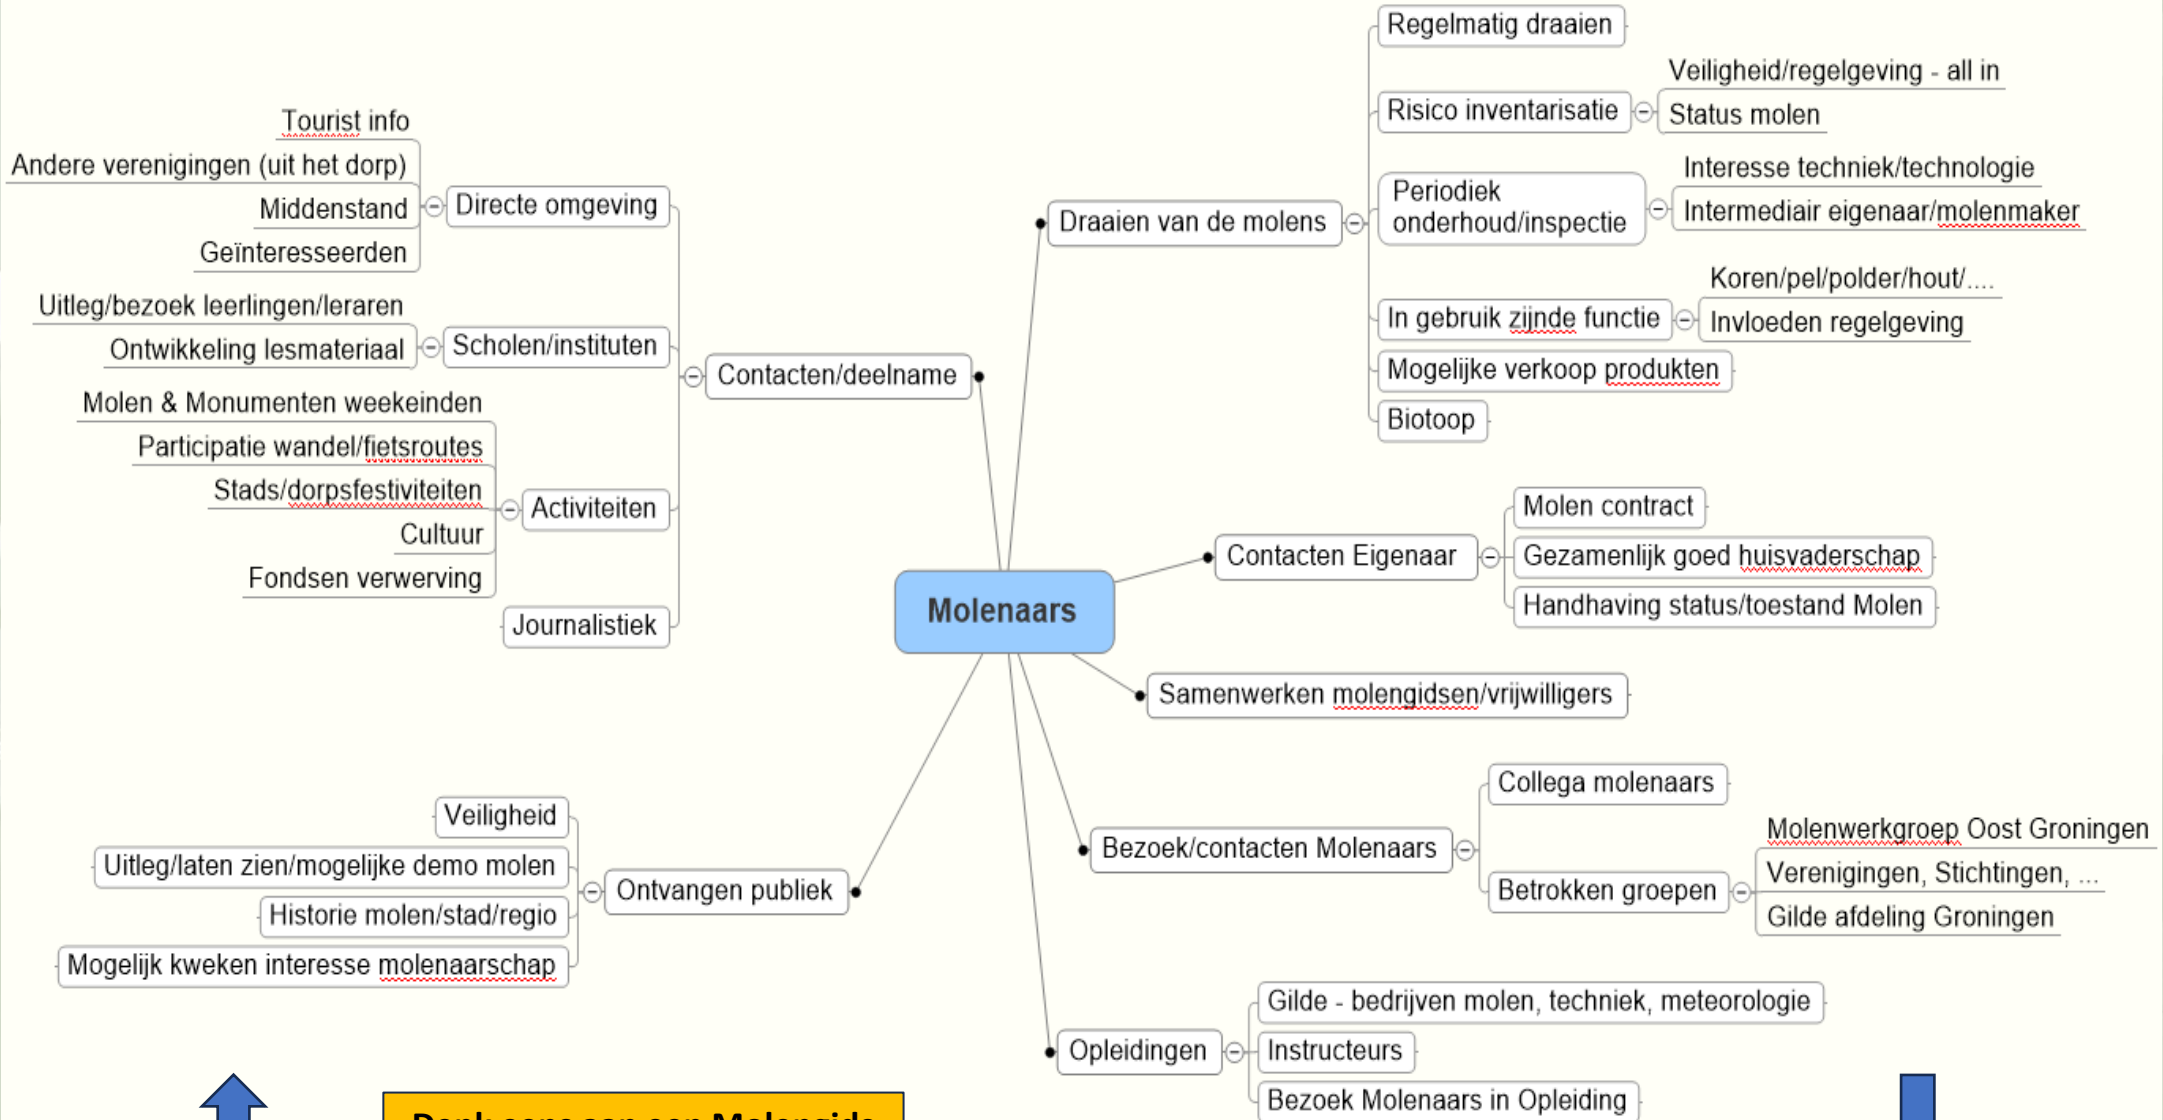 Molenaars
Draaien van de molens
Regelmatig draaien
Risico inventarisatie
Veiligheid/regelgeving - all in
Status molen
Periodiek
onderhoud/inspectie
Interesse techniek/technologie
Intermediair eigenaar/molenmaker
In gebruik zijnde functie
Koren/pel/polder/hout/....
Invloeden regelgeving
Mogelijke verkoop produkten
Biotoop
Contacten Eigenaar
Molen contract
Gezamenlijk goed huisvaderschap
Handhaving status/toestand Molen
Samenwerken molengidsen/vrijwilligers
Bezoek/contacten Molenaars
Collega molenaars
Betrokken groepen
Molenwerkgroep Oost Groningen
Verenigingen, Stichtingen, ...
Gilde afdeling Groningen
Opleidingen
Gilde - bedrijven molen, techniek, meteorologie
Instructeurs
Bezoek Molenaars in Opleiding
Contacten/deelname
Directe omgeving
Tourist info
Andere verenigingen (uit het dorp)
Middenstand
Geïnteresseerden
Scholen/instituten
Uitleg/bezoek leerlingen/leraren
Ontwikkeling lesmateriaal
Activiteiten
Molen & Monumenten weekeinden
Participatie wandel/fietsroutes
Stads/dorpsfestiviteiten
Cultuur
Fondsen verwerving
Journalistiek
Ontvangen publiek
Veiligheid
Uitleg/laten zien/mogelijke demo molen
Historie molen/stad/regio
Mogelijk kweken interesse molenaarschap
Denk eens aan een Molengids